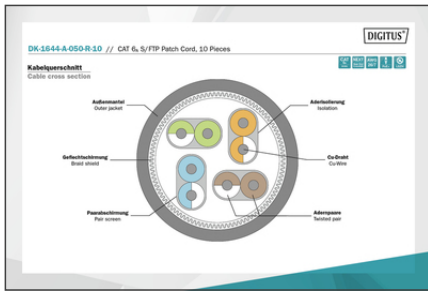 DIGITUS
DK-1644-A-050-R-10 // CAT 6A S/FTP Patch Cord, 10 Pieces
Kabelquerschnitt
Cable cross section
Außenmantel
Outer jacket
Aderisolierung
Isolation
Geflechtschirmung
Braid shield
Cu-Draht
Cu-Wire
Paarabschirmung
Pair screen
Adernpaare
Twisted pair